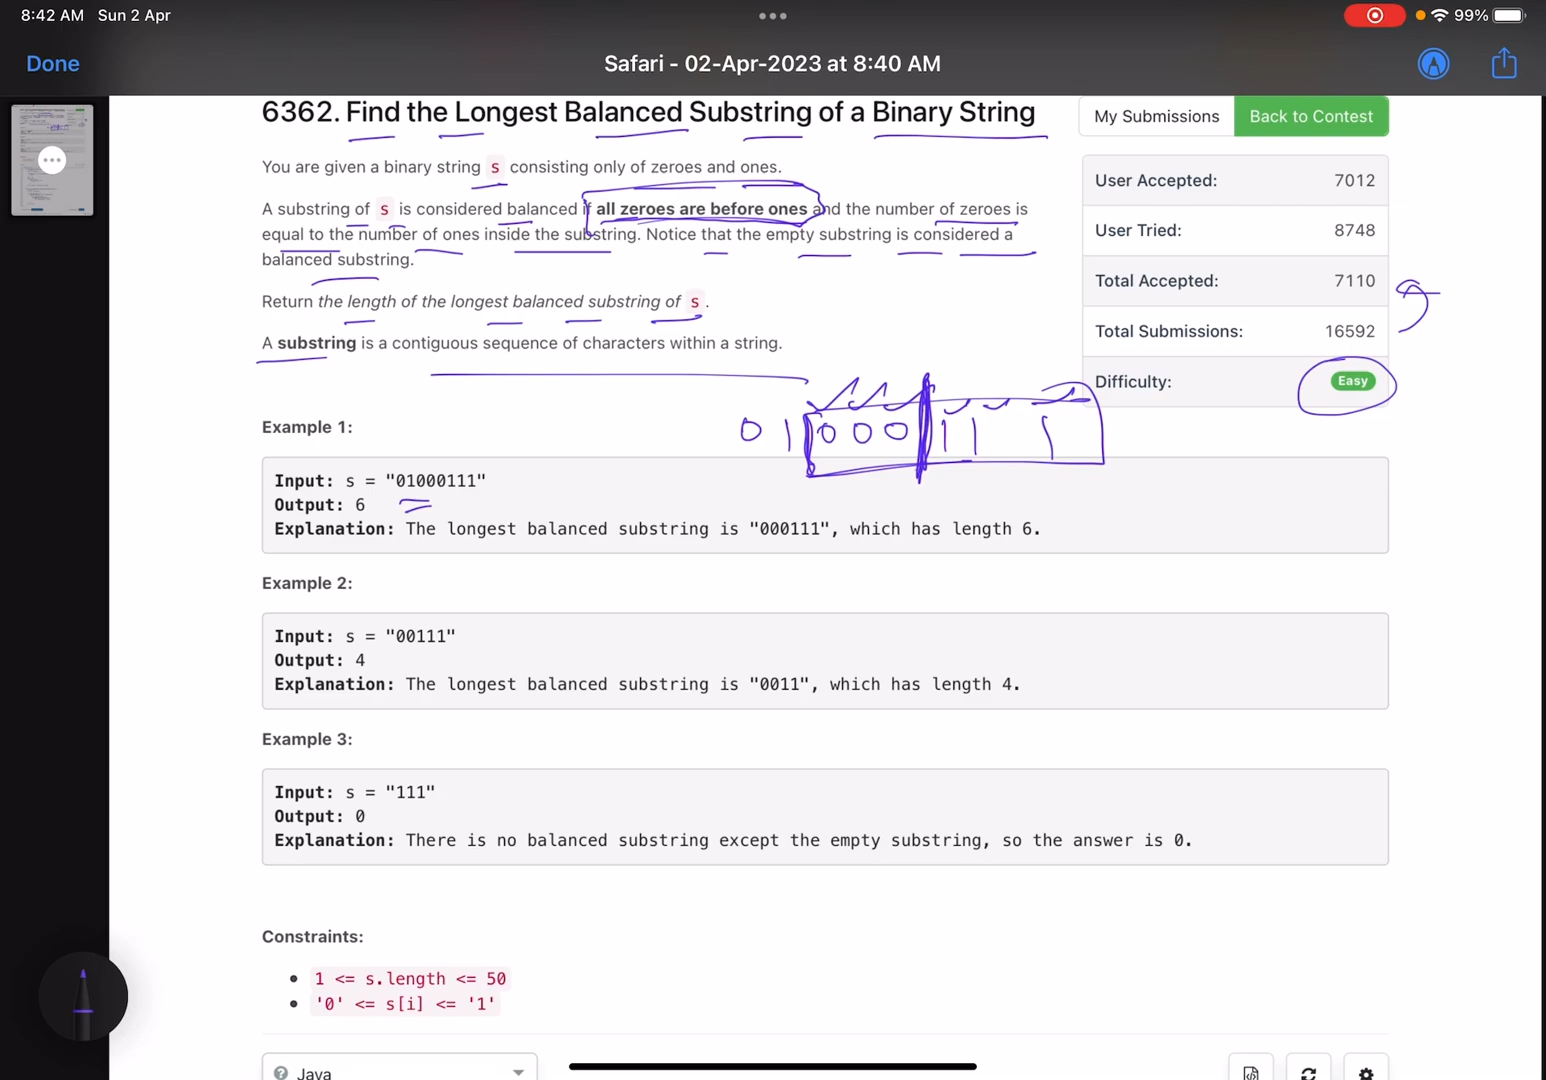 8:42 AM Sun 2 Apr
99%
Done
Safari - 02-Apr-2023 at 8:40 AM
6362. Find the Longest Balanced Substring of a Binary String
My Submissions
Back to Contest
You are given a binary string s consisting only of zeroes and ones.
A substring of s is considered balanced if all zeroes are before ones and the number of zeroes is
equal to the number of ones inside the substring. Notice that the empty substring is considered a
balanced substring.
Return the length of the longest balanced substring of s.
A substring is a contiguous sequence of characters within a string.
User Accepted: 7012
User Tried: 8748
Total Accepted: 7110
Total Submissions: 16592
Difficulty: Easy
0 1 0 0 0 1 1 1
Example 1:
Input: s = "01000111"
Output: 6
Explanation: The longest balanced substring is "000111", which has length 6.
Example 2:
Input: s = "00111"
Output: 4
Explanation: The longest balanced substring is "0011", which has length 4.
Example 3:
Input: s = "111"
Output: 0
Explanation: There is no balanced substring except the empty substring, so the answer is 0.
Constraints:
• 1 <= s.length <= 50
• '0' <= s[i] <= '1'
Java